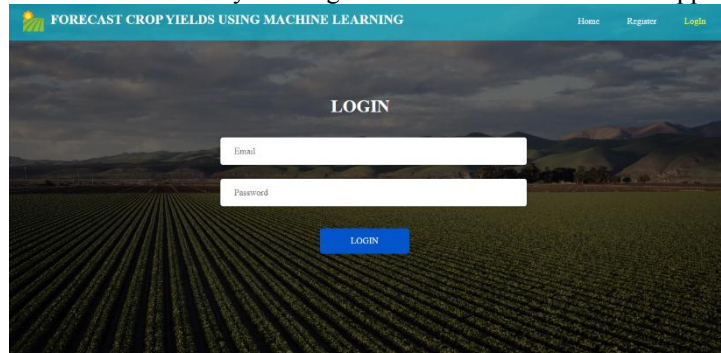 FORECAST CROP YIELDS USING MACHINE LEARNING Home Register LogIn
LOGIN
Email
Password
LOGIN